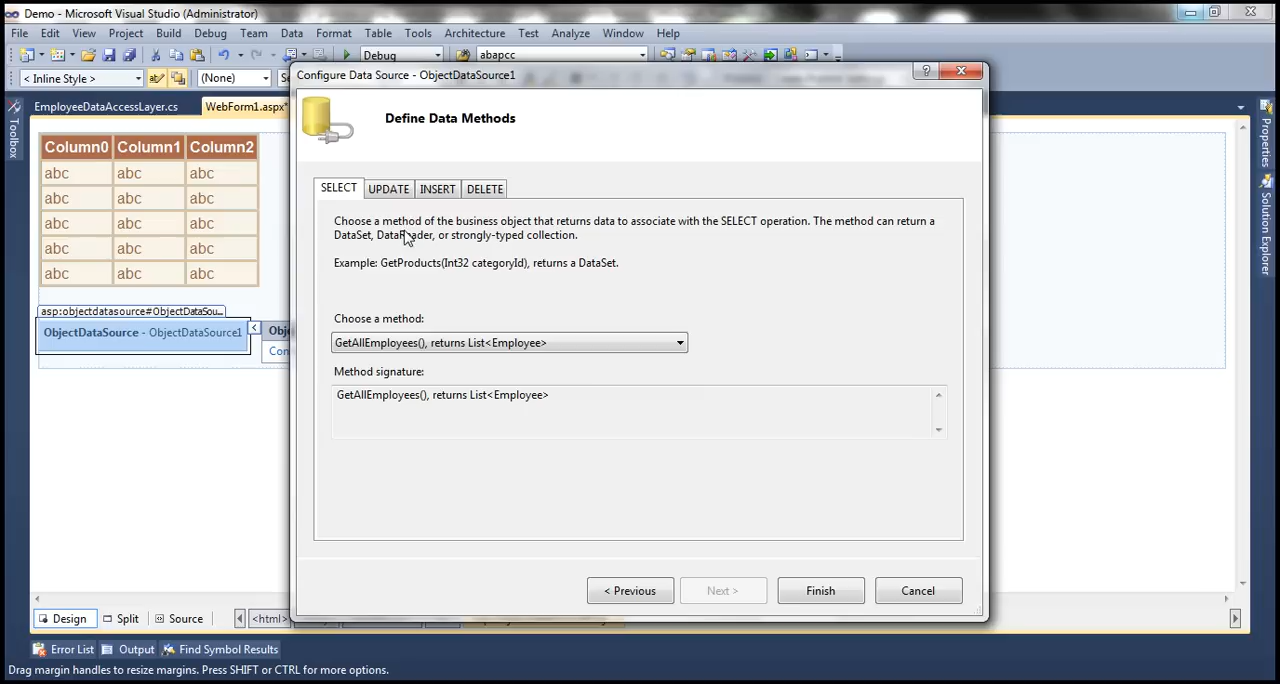 Demo - Microsoft Visual Studio (Administrator)
File Edit View Project Build Debug Team Data Format Table Tools Architecture Test Analyze Window Help
Debug abapcc
< Inline Style > (None)
Configure Data Source - ObjectDataSource1
EmployeeDataAccessLayer.cs WebForm1.aspx*
Define Data Methods
Toolbox
Properties
Solution Explorer
Column0 Column1 Column2
abc abc abc
abc abc abc
abc abc abc
abc abc abc
abc abc abc
SELECT UPDATE INSERT DELETE
Choose a method of the business object that returns data to associate with the SELECT operation. The method can return a
DataSet, DataReader, or strongly-typed collection.
Example: GetProducts(Int32 categoryId), returns a DataSet.
asp:objectdatasource#ObjectDataSou...
ObjectDataSource - ObjectDataSource1
Choose a method:
GetAllEmployees(), returns List<Employee>
Method signature:
GetAllEmployees(), returns List<Employee>
< Previous Next > Finish Cancel
Design Split Source <html>
Error List Output Find Symbol Results
Drag margin handles to resize margins. Press SHIFT or CTRL for more options.